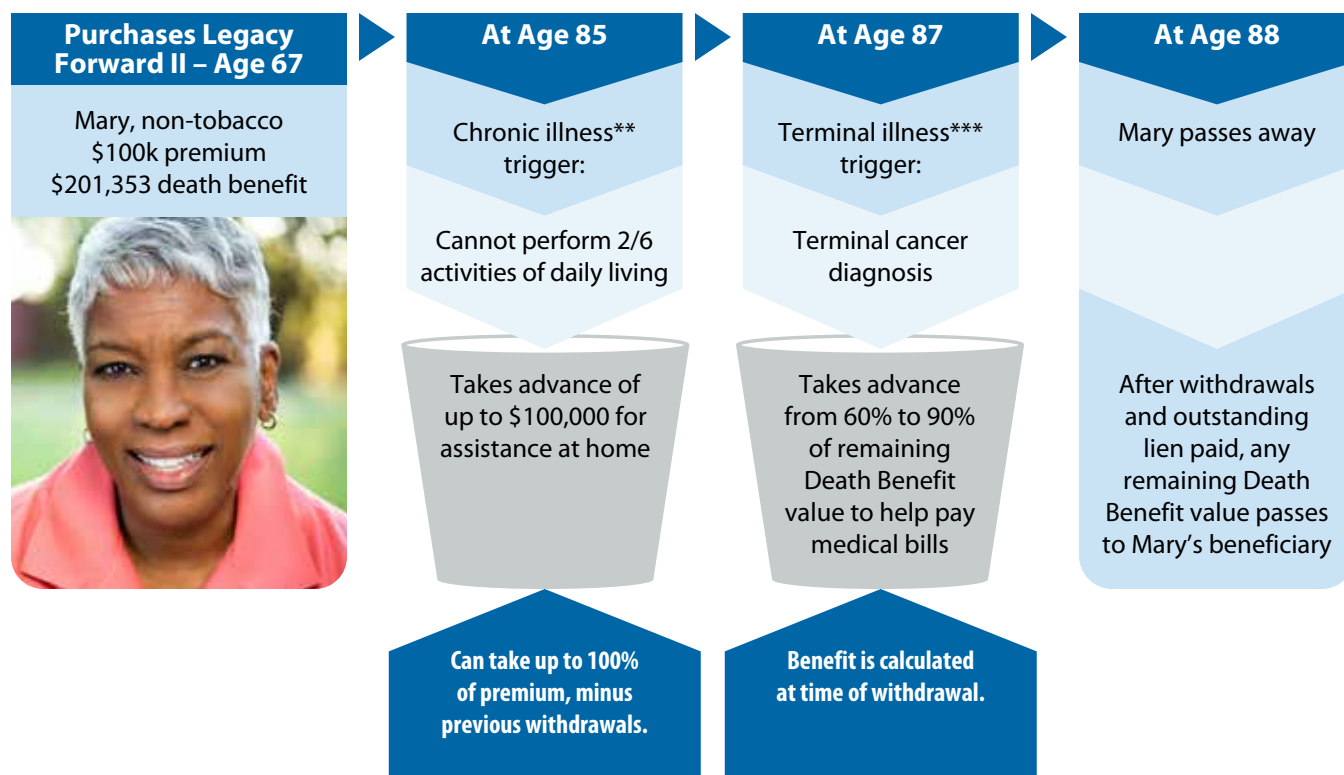 Purchases Legacy
Forward II – Age 67
Mary, non-tobacco
$100k premium
$201,353 death benefit
At Age 85
Chronic illness**
trigger:
Cannot perform 2/6
activities of daily living
Takes advance of
up to $100,000 for
assistance at home
Can take up to 100%
of premium, minus
previous withdrawals.
At Age 87
Terminal illness***
trigger:
Terminal cancer
diagnosis
Takes advance
from 60% to 90%
of remaining
Death Benefit
value to help pay
medical bills
Benefit is calculated
at time of withdrawal.
At Age 88
Mary passes away
After withdrawals
and outstanding
lien paid, any
remaining Death
Benefit value passes
to Mary’s beneficiary